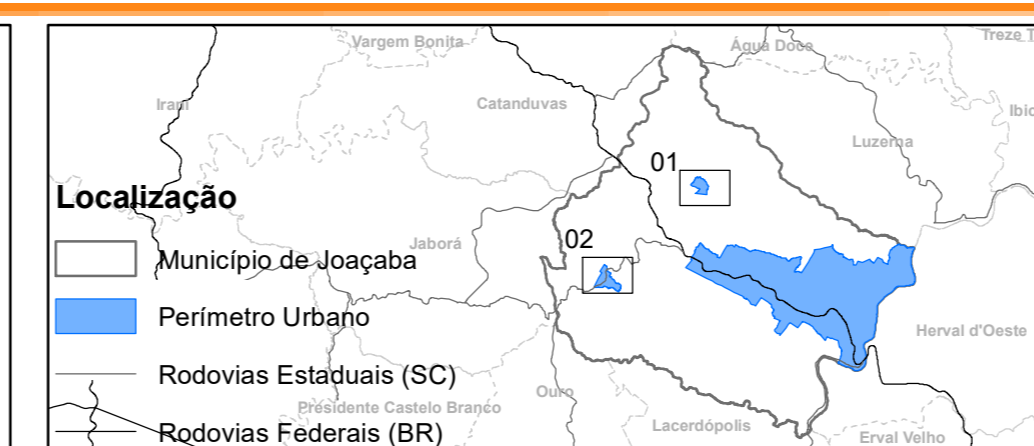 Vargem Bonita
Água Doce
Treze T
Irani
Catanduvas
Ibic
Luzerna
01
Localização
02
Jaborá
Município de Joaçaba
Perímetro Urbano
Herval d'Oeste
Rodovias Estaduais (SC)
Ouro
Presidente Castelo Branco
Lacerdópolis
Rodovias Federais (BR)
Erval Velho